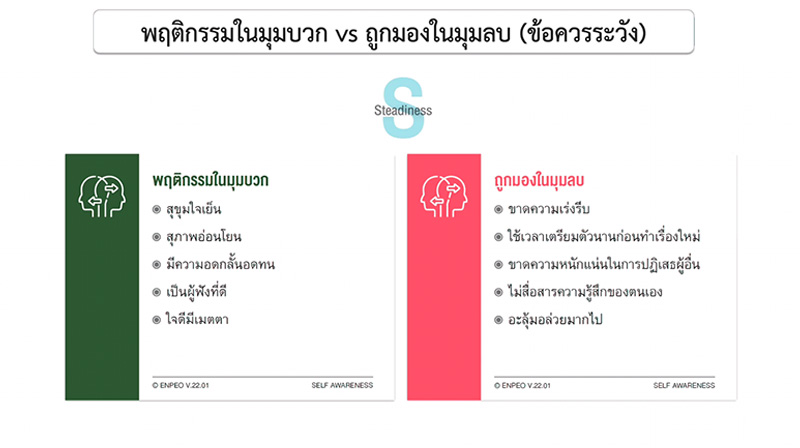 พฤติกรรมในมุมบวก vs ถูกมองในมุมลบ (ข้อควรระวัง)
S
Steadiness
พฤติกรรมในมุมบวก
สุขุมใจเย็น
สุภาพอ่อนโยน
มีความอดกลั้นอดทน
เป็นผู้ฟังที่ดี
ใจดีมีเมตตา
© ENPEO V.22.01 SELF AWARENESS
ถูกมองในมุมลบ
ขาดความเร่งรีบ
ใช้เวลาเตรียมตัวนานก่อนทำเรื่องใหม่
ขาดความหนักแน่นในการปฏิเสธผู้อื่น
ไม่สื่อสารความรู้สึกของตนเอง
อะลุ้มอล่วยมากไป
© ENPEO V.22.01 SELF AWARENESS